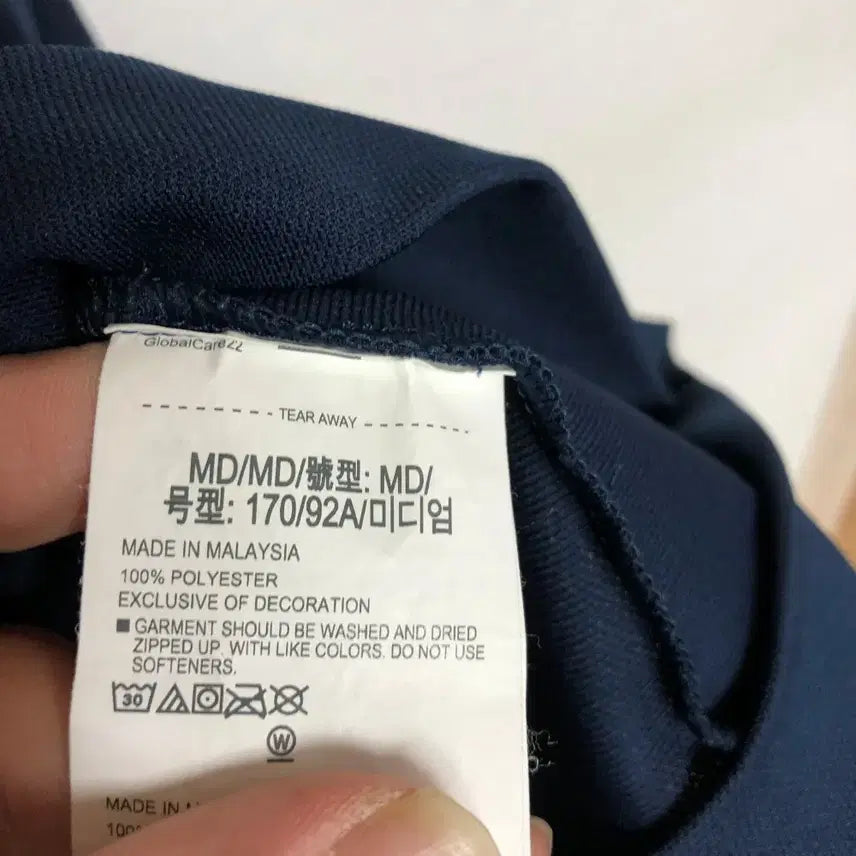 GlobalCare22
TEAR AWAY
MD/MD/號型: MD/
号型: 170/92A/미디엄
MADE IN MALAYSIA
100% POLYESTER
EXCLUSIVE OF DECORATION
GARMENT SHOULD BE WASHED AND DRIED
ZIPPED UP. WITH LIKE COLORS. DO NOT USE
SOFTENERS.
30
W
MADE IN